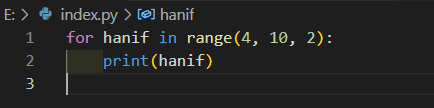 E: > index.py > hanif
1 for hanif in range(4, 10, 2):
2     print(hanif)
3